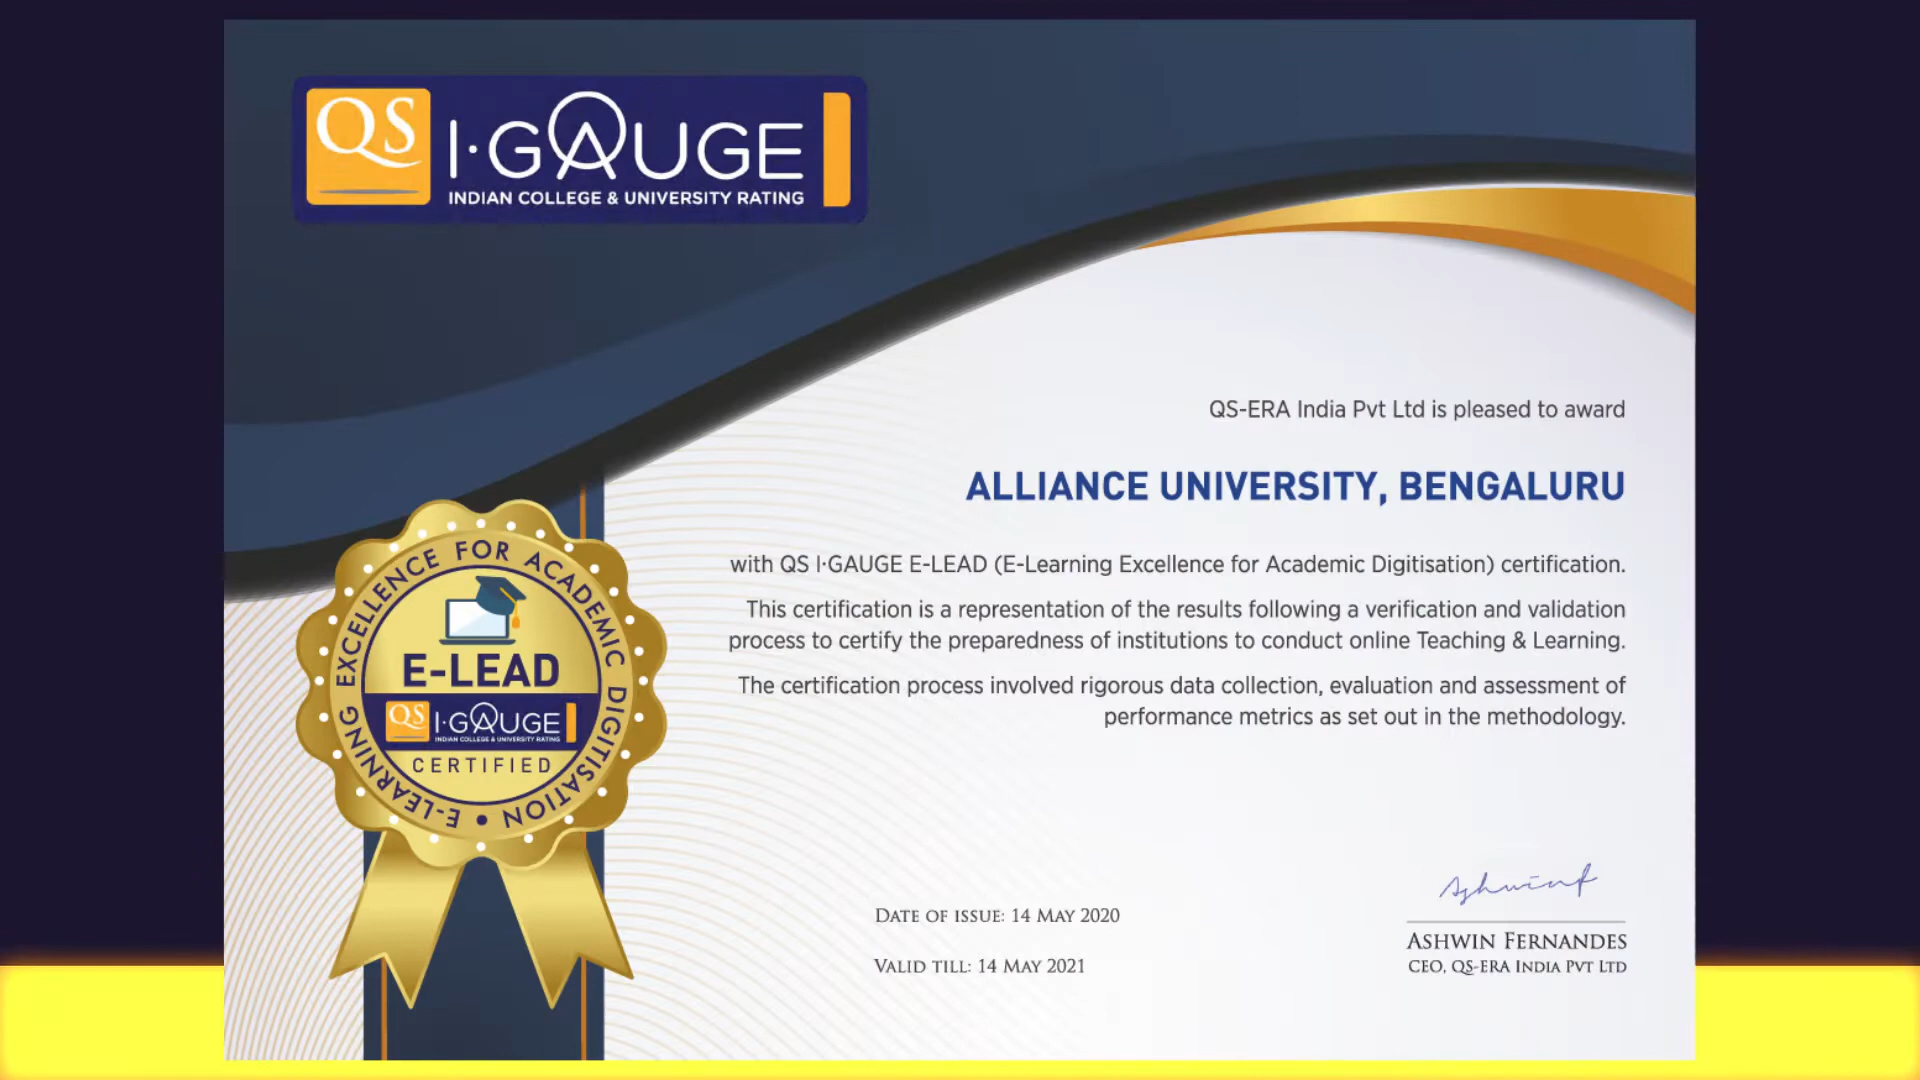 QS I·GAUGE
INDIAN COLLEGE & UNIVERSITY RATING
QS-ERA India Pvt Ltd is pleased to award
ALLIANCE UNIVERSITY, BENGALURU
with QS I·GAUGE E-LEAD (E-Learning Excellence for Academic Digitisation) certification.
This certification is a representation of the results following a verification and validation
process to certify the preparedness of institutions to conduct online Teaching & Learning.
The certification process involved rigorous data collection, evaluation and assessment of
performance metrics as set out in the methodology.
E-LEARNING EXCELLENCE FOR ACADEMIC DIGITISATION •
E-LEAD
QS I·GAUGE
INDIAN COLLEGE & UNIVERSITY RATING
CERTIFIED
DATE OF ISSUE: 14 MAY 2020
VALID TILL: 14 MAY 2021
Ashwinf
ASHWIN FERNANDES
CEO, QS-ERA INDIA PVT LTD